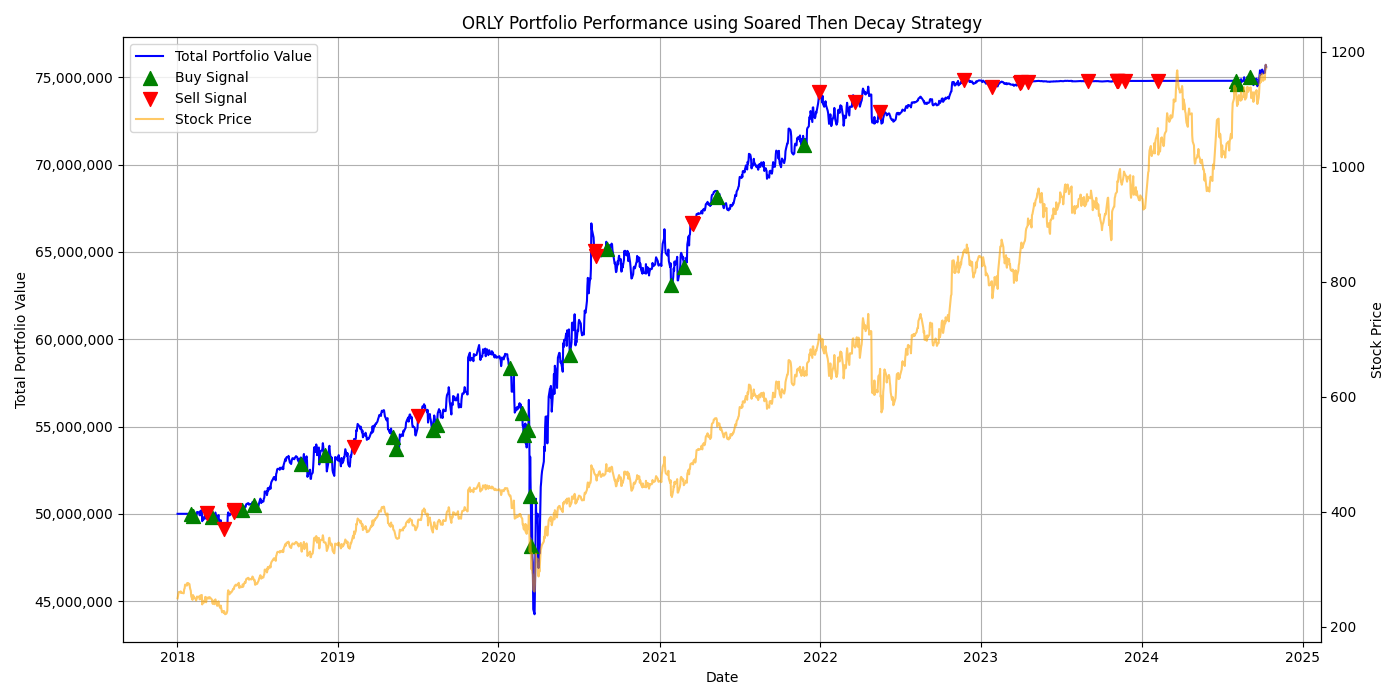 ORLY Portfolio Performance using Soared Then Decay Strategy
Total Portfolio Value
Buy Signal
Sell Signal
Stock Price
75,000,000
70,000,000
65,000,000
60,000,000
55,000,000
50,000,000
45,000,000
Total Portfolio Value
1200
1000
800
600
400
200
Stock Price
2018 2019 2020 2021 2022 2023 2024 2025
Date